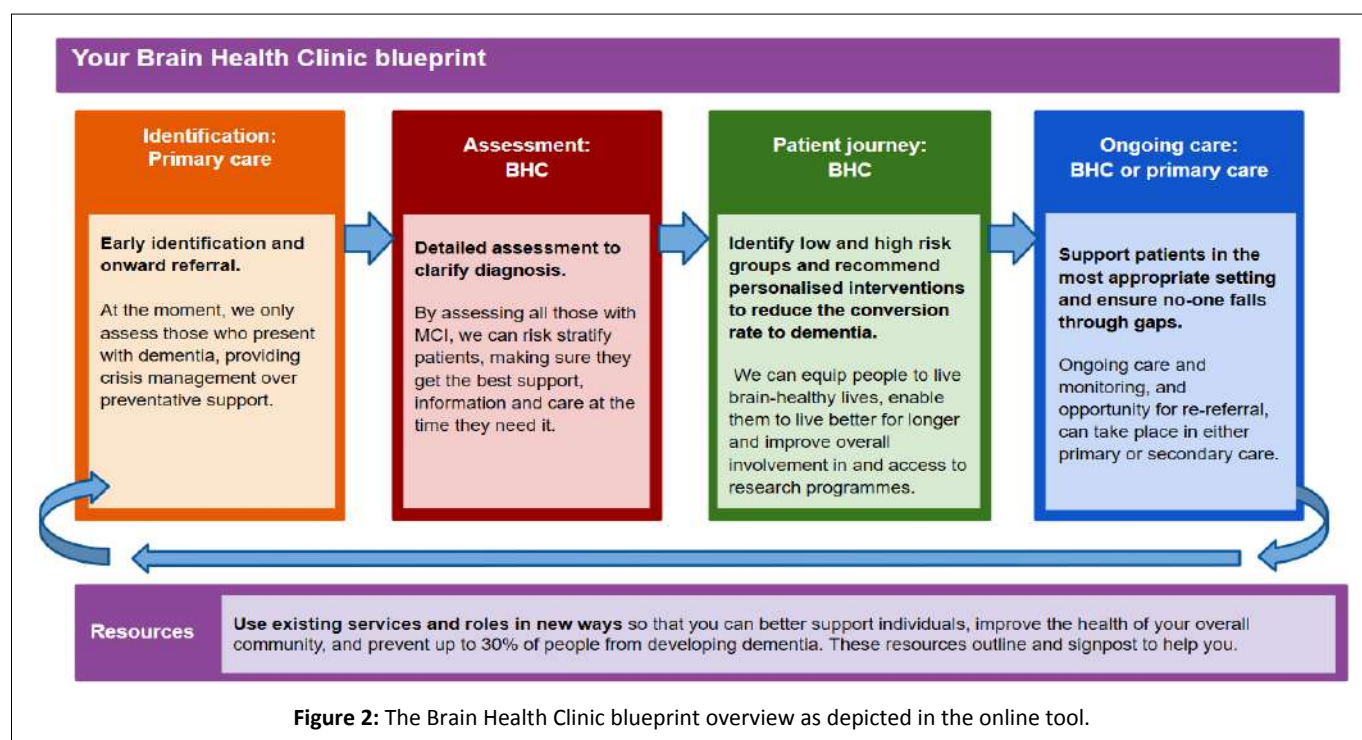 Your Brain Health Clinic blueprint
Identification:
Primary care
Early identification and
onward referral.
At the moment, we only
assess those who present
with dementia, providing
crisis management over
preventative support.
Assessment:
BHC
Detailed assessment to
clarify diagnosis.
By assessing all those with
MCI, we can risk stratify
patients, making sure they
get the best support,
information and care at the
time they need it.
Patient journey:
BHC
Identify low and high risk
groups and recommend
personalised interventions
to reduce the conversion
rate to dementia.
We can equip people to live
brain-healthy lives, enable
them to live better for longer
and improve overall
involvement in and access to
research programmes.
Ongoing care:
BHC or primary care
Support patients in the
most appropriate setting
and ensure no-one falls
through gaps.
Ongoing care and
monitoring, and
opportunity for re-referral,
can take place in either
primary or secondary care.
Resources
Use existing services and roles in new ways so that you can better support individuals, improve the health of your overall
community, and prevent up to 30% of people from developing dementia. These resources outline and signpost to help you.
Figure 2: The Brain Health Clinic blueprint overview as depicted in the online tool.